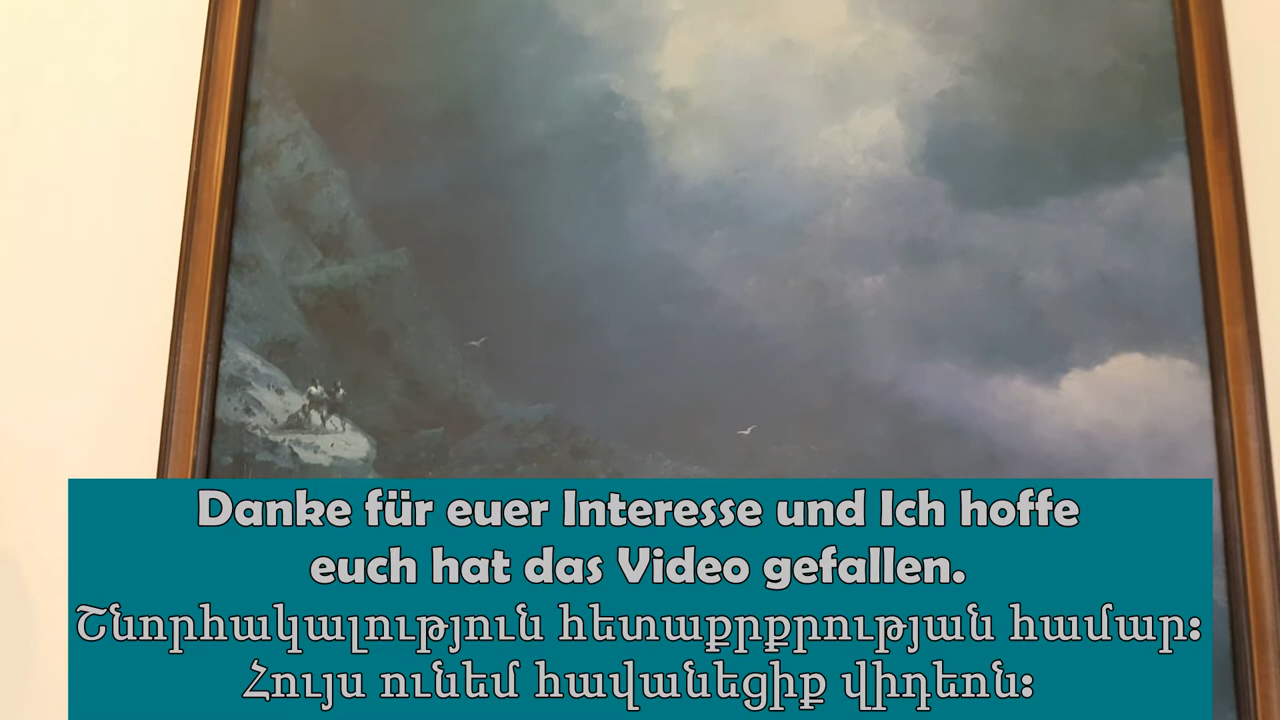 Danke für euer Interesse und Ich hoffe
euch hat das Video gefallen.
Շնորհակալություն հետաքրքրության համար:
Հույս ունեմ հավանեցիք վիդեոն: